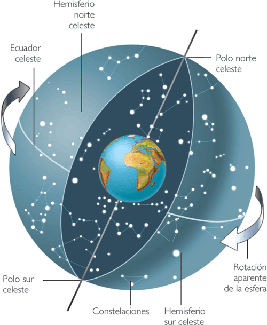 Hemisferio
norte
celeste
Ecuador
celeste
Polo norte
celeste
Rotación
aparente
de la esfera
Polo sur
celeste
Constelaciones
Hemisferio
sur celeste